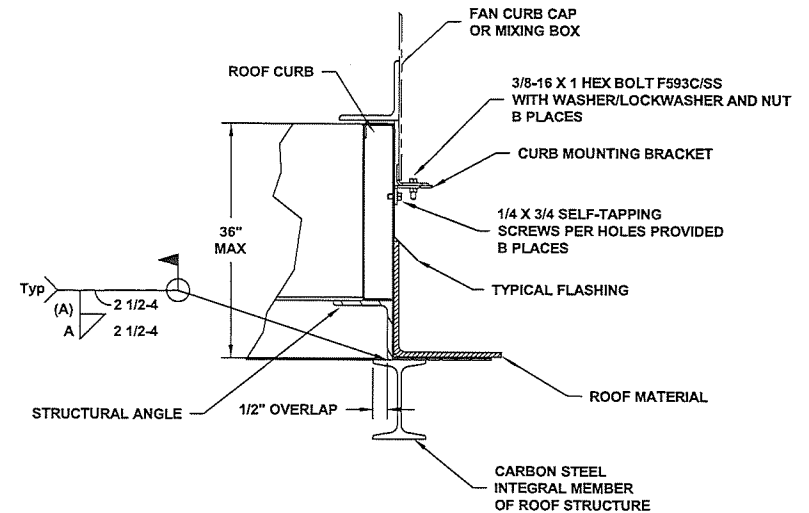 FAN CURB CAP
OR MIXING BOX
ROOF CURB
3/8-16 X 1 HEX BOLT F593C/SS
WITH WASHER/LOCKWASHER AND NUT
B PLACES
CURB MOUNTING BRACKET
36"
MAX
1/4 X 3/4 SELF-TAPPING
SCREWS PER HOLES PROVIDED
B PLACES
Typ
(A)
2 1/2-4
A
2 1/2-4
TYPICAL FLASHING
STRUCTURAL ANGLE
1/2" OVERLAP
ROOF MATERIAL
CARBON STEEL
INTEGRAL MEMBER
OF ROOF STRUCTURE